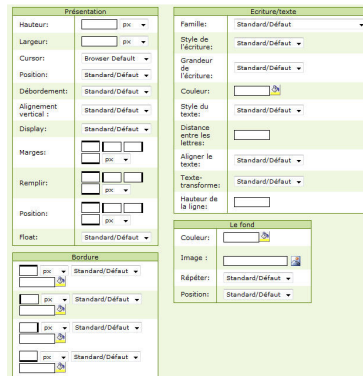 Présentation
Hauteur: px
Largeur: px
Cursor: Browser Default
Position: Standard/Défaut
Débordement: Standard/Défaut
Alignement
vertical : Standard/Défaut
Display: Standard/Défaut
Marges:
px
Remplir:
px
Position:
px
Float: Standard/Défaut
Bordure
px Standard/Défaut
px Standard/Défaut
px Standard/Défaut
px Standard/Défaut
Ecriture/texte
Famille: Standard/Défaut
Style de
l'écriture: Standard/Défaut
Grandeur
de
l'écriture: Standard/Défaut
Couleur:
Style du
texte: Standard/Défaut
Distance
entre les
lettres:
Aligner le
texte: Standard/Défaut
Texte-
transforme: Standard/Défaut
Hauteur de
la ligne:
Le fond
Couleur:
Image :
Répéter: Standard/Défaut
Position: Standard/Défaut